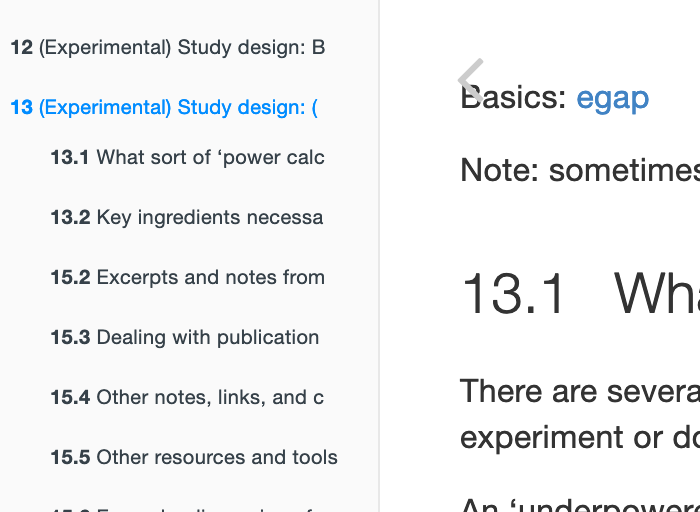 12 (Experimental) Study design: B
13 (Experimental) Study design: (
13.1 What sort of ‘power calc
13.2 Key ingredients necessa
15.2 Excerpts and notes from
15.3 Dealing with publication
15.4 Other notes, links, and c
15.5 Other resources and tools
Basics: egap
Note: sometimes
13.1 Wha
There are severa
experiment or do
An ‘underpowere